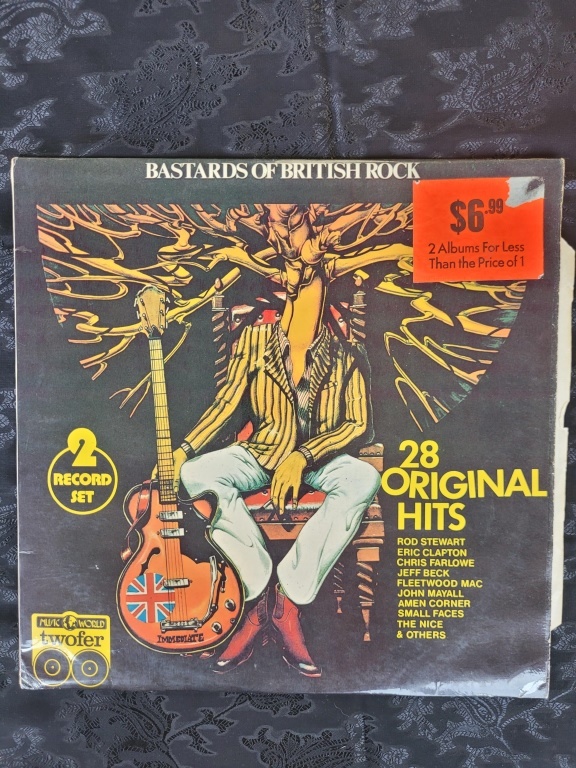 BASTARDS OF BRITISH ROCK
$6.99
2 Albums For Less
Than the Price of 1
2
RECORD
SET
28
ORIGINAL
HITS
ROD STEWART
ERIC CLAPTON
CHRIS FARLOWE
JEFF BECK
FLEETWOOD MAC
JOHN MAYALL
AMEN CORNER
SMALL FACES
THE NICE
& OTHERS
IMMEDIATE
MUSIC WORLD
twofer